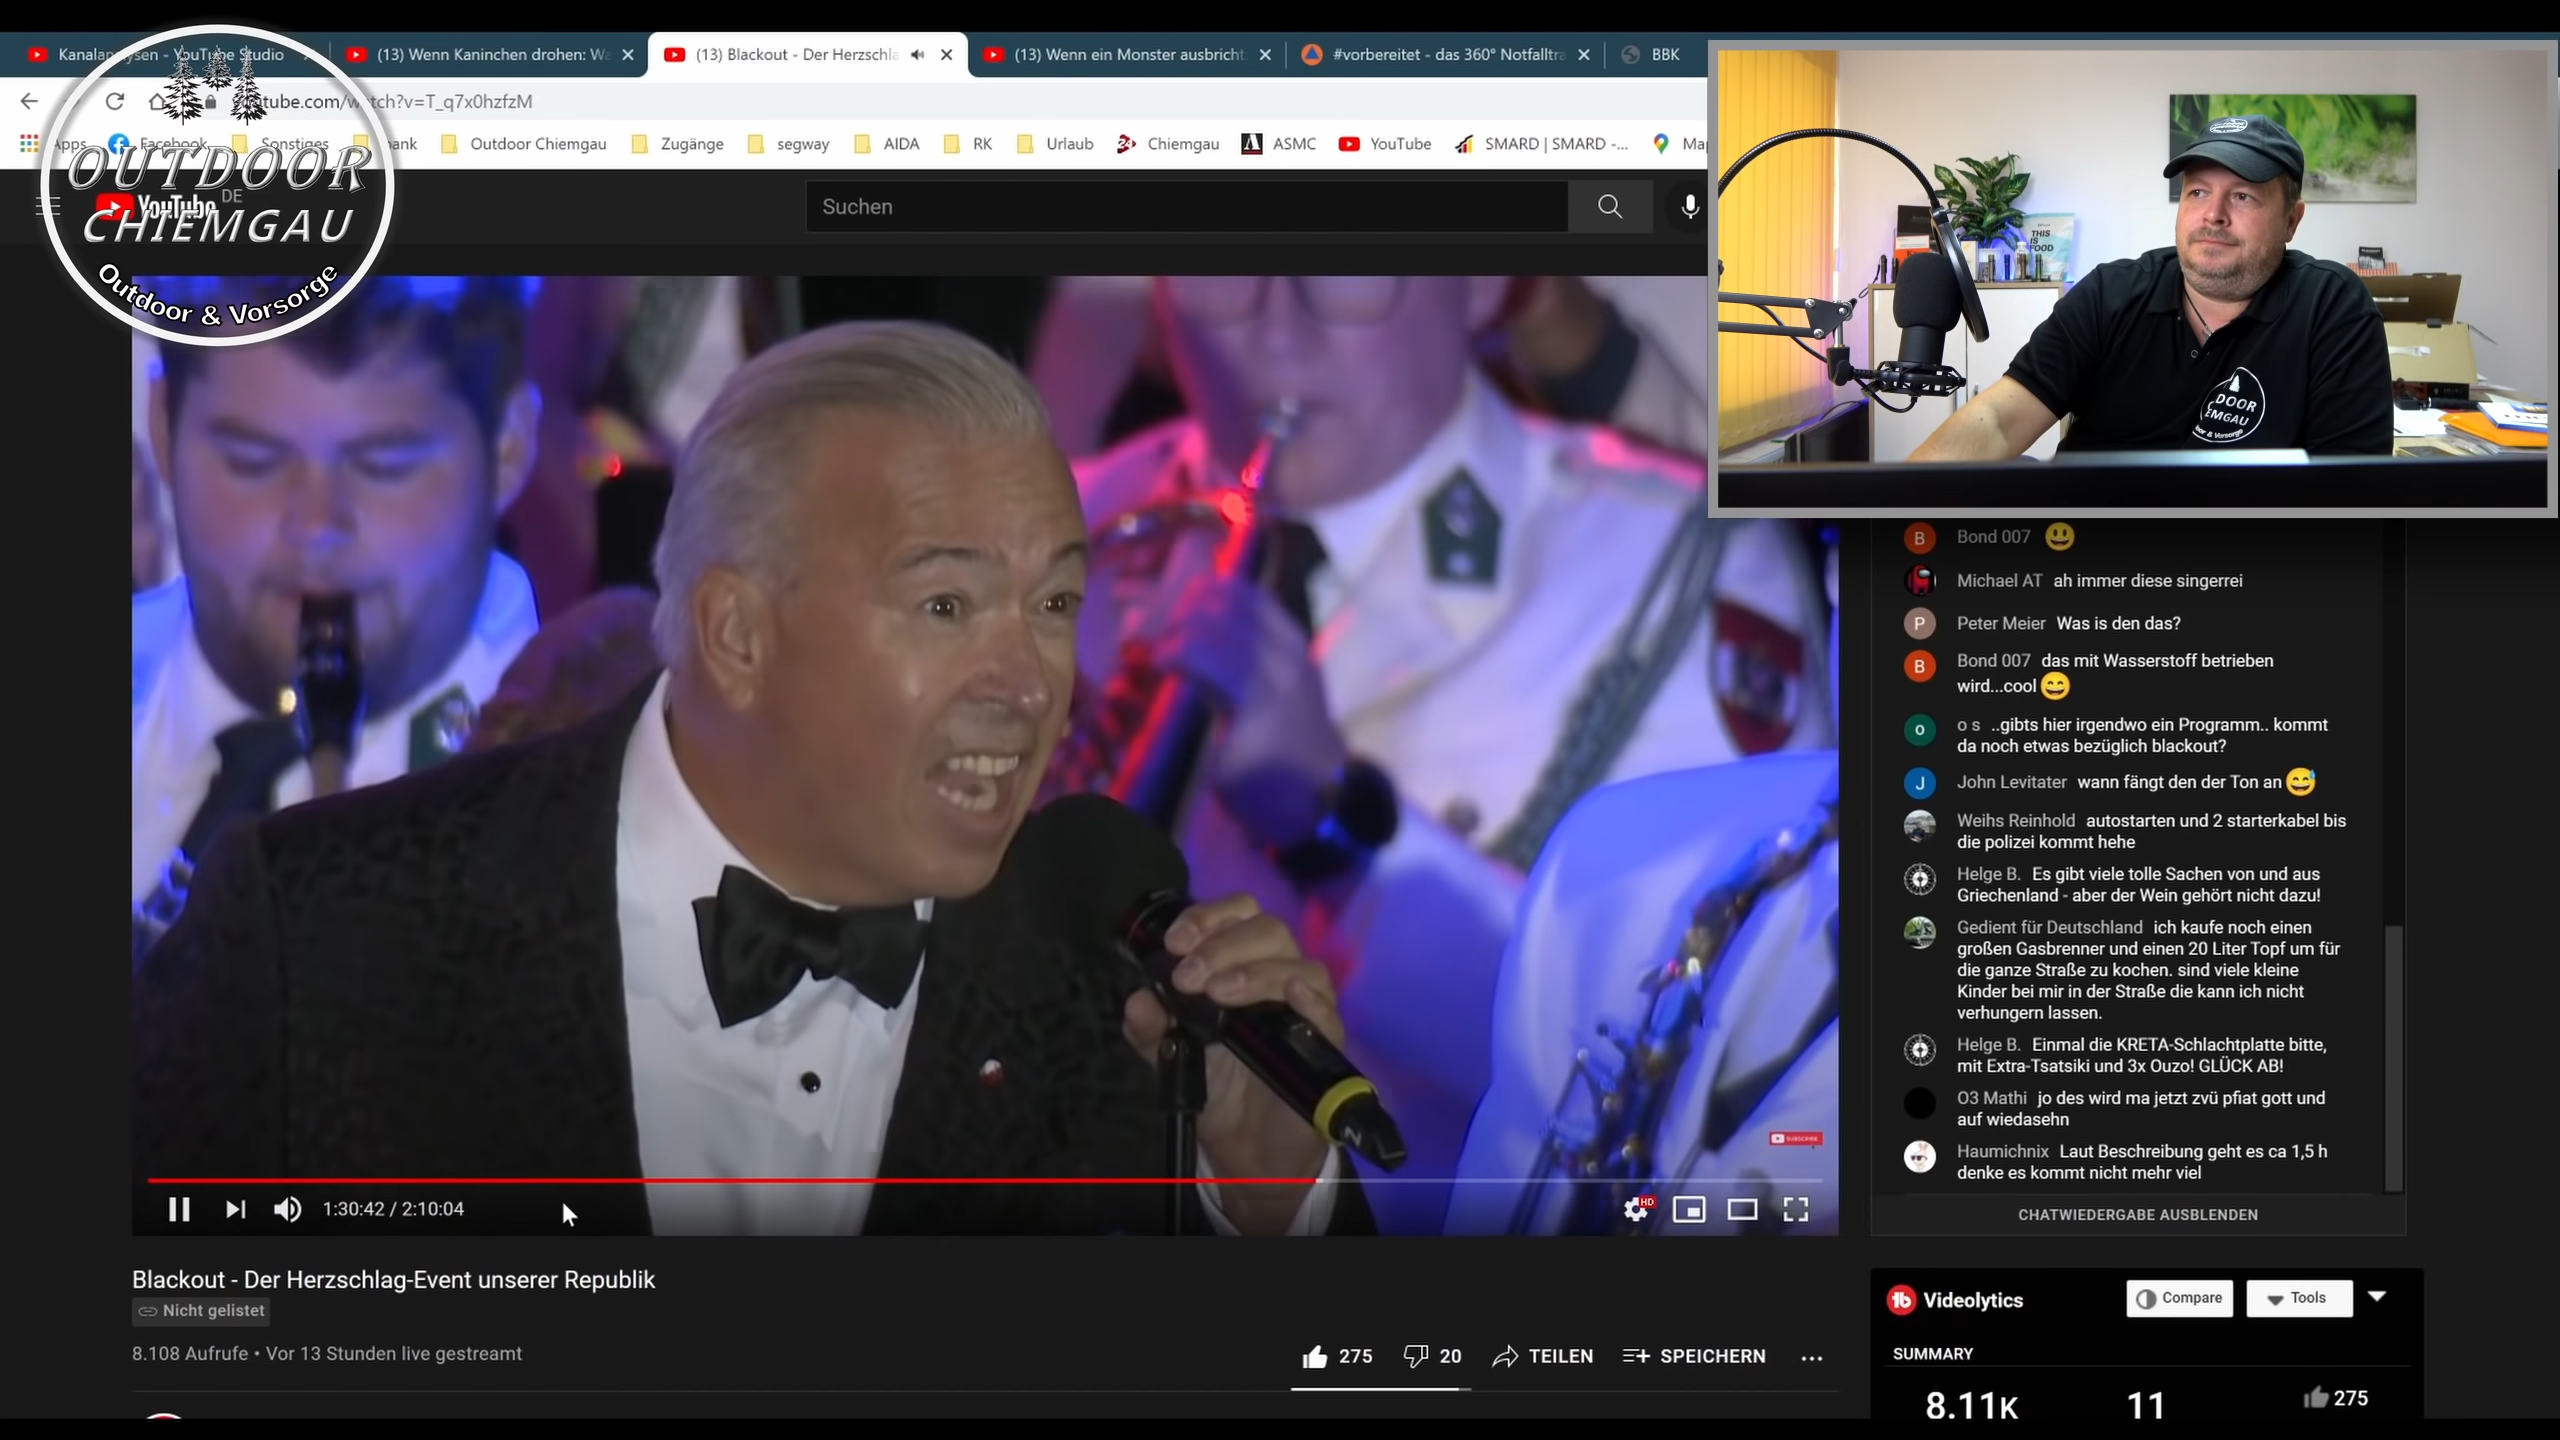 Kanalanalysen - YouTube Studio
(13) Wenn Kaninchen drohen: Wa
(13) Blackout - Der Herzschla
(13) Wenn ein Monster ausbricht:
#vorbereitet - das 360° Notfalltra
BBK
youtube.com/watch?v=T_q7x0hzfzM
Apps
Facebook
Sonstiges
bank
Outdoor Chiemgau
Zugänge
segway
AIDA
RK
Urlaub
Chiemgau
ASMC
YouTube
SMARD | SMARD -...
OUTDOOR
CHIEMGAU
Outdoor & Vorsorge
YouTube DE
Suchen
THIS
IS
FOOD
DOOR
EMGAU
Bond 007 😃
Michael AT ah immer diese singerrei
Peter Meier Was is den das?
Bond 007 das mit Wasserstoff betrieben
wird...cool 😄
o s ..gibts hier irgendwo ein Programm.. kommt
da noch etwas bezüglich blackout?
John Levitater wann fängt den der Ton an 😅
Weihs Reinhold autostarten und 2 starterkabel bis
die polizei kommt hehe
Helge B. Es gibt viele tolle Sachen von und aus
Griechenland - aber der Wein gehört nicht dazu!
Gedient für Deutschland ich kaufe noch einen
großen Gasbrenner und einen 20 Liter Topf um für
die ganze Straße zu kochen. sind viele kleine
Kinder bei mir in der Straße die kann ich nicht
verhungern lassen.
Helge B. Einmal die KRETA-Schlachtplatte bitte,
mit Extra-Tsatsiki und 3x Ouzo! GLÜCK AB!
O3 Mathi jo des wird ma jetzt zvü pfiat gott und
auf wiedasehn
Haumichnix Laut Beschreibung geht es ca 1,5 h
denke es kommt nicht mehr viel
CHATWIEDERGABE AUSBLENDEN
SUBSCRIBE
1:30:42 / 2:10:04
HD
Blackout - Der Herzschlag-Event unserer Republik
Nicht gelistet
8.108 Aufrufe • Vor 13 Stunden live gestreamt
275
20
TEILEN
SPEICHERN
Videolytics
Compare
Tools
SUMMARY
8.11K
11
275